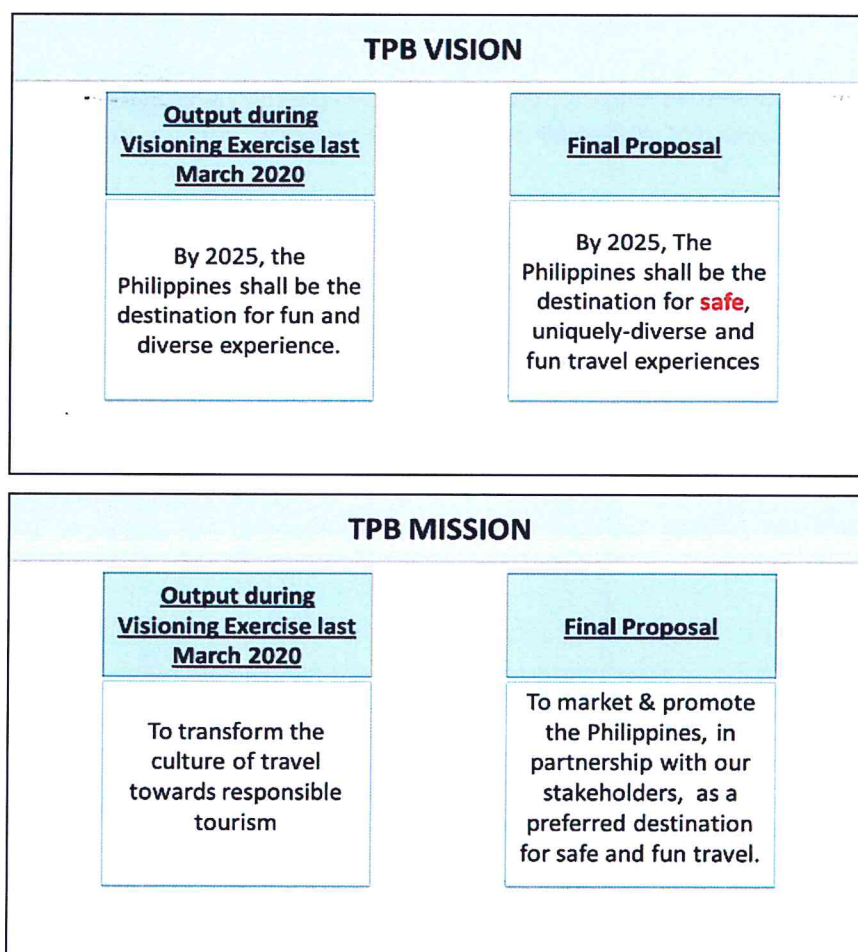 TPB VISION
Output during
Visioning Exercise last
March 2020
By 2025, the
Philippines shall be the
destination for fun and
diverse experience.
Final Proposal
By 2025, The
Philippines shall be the
destination for safe,
uniquely-diverse and
fun travel experiences
TPB MISSION
Output during
Visioning Exercise last
March 2020
To transform the
culture of travel
towards responsible
tourism
Final Proposal
To market & promote
the Philippines, in
partnership with our
stakeholders, as a
preferred destination
for safe and fun travel.